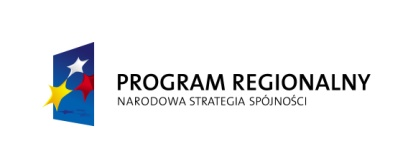 PROGRAM REGIONALNY
NARODOWA STRATEGIA SPÓJNOŚCI